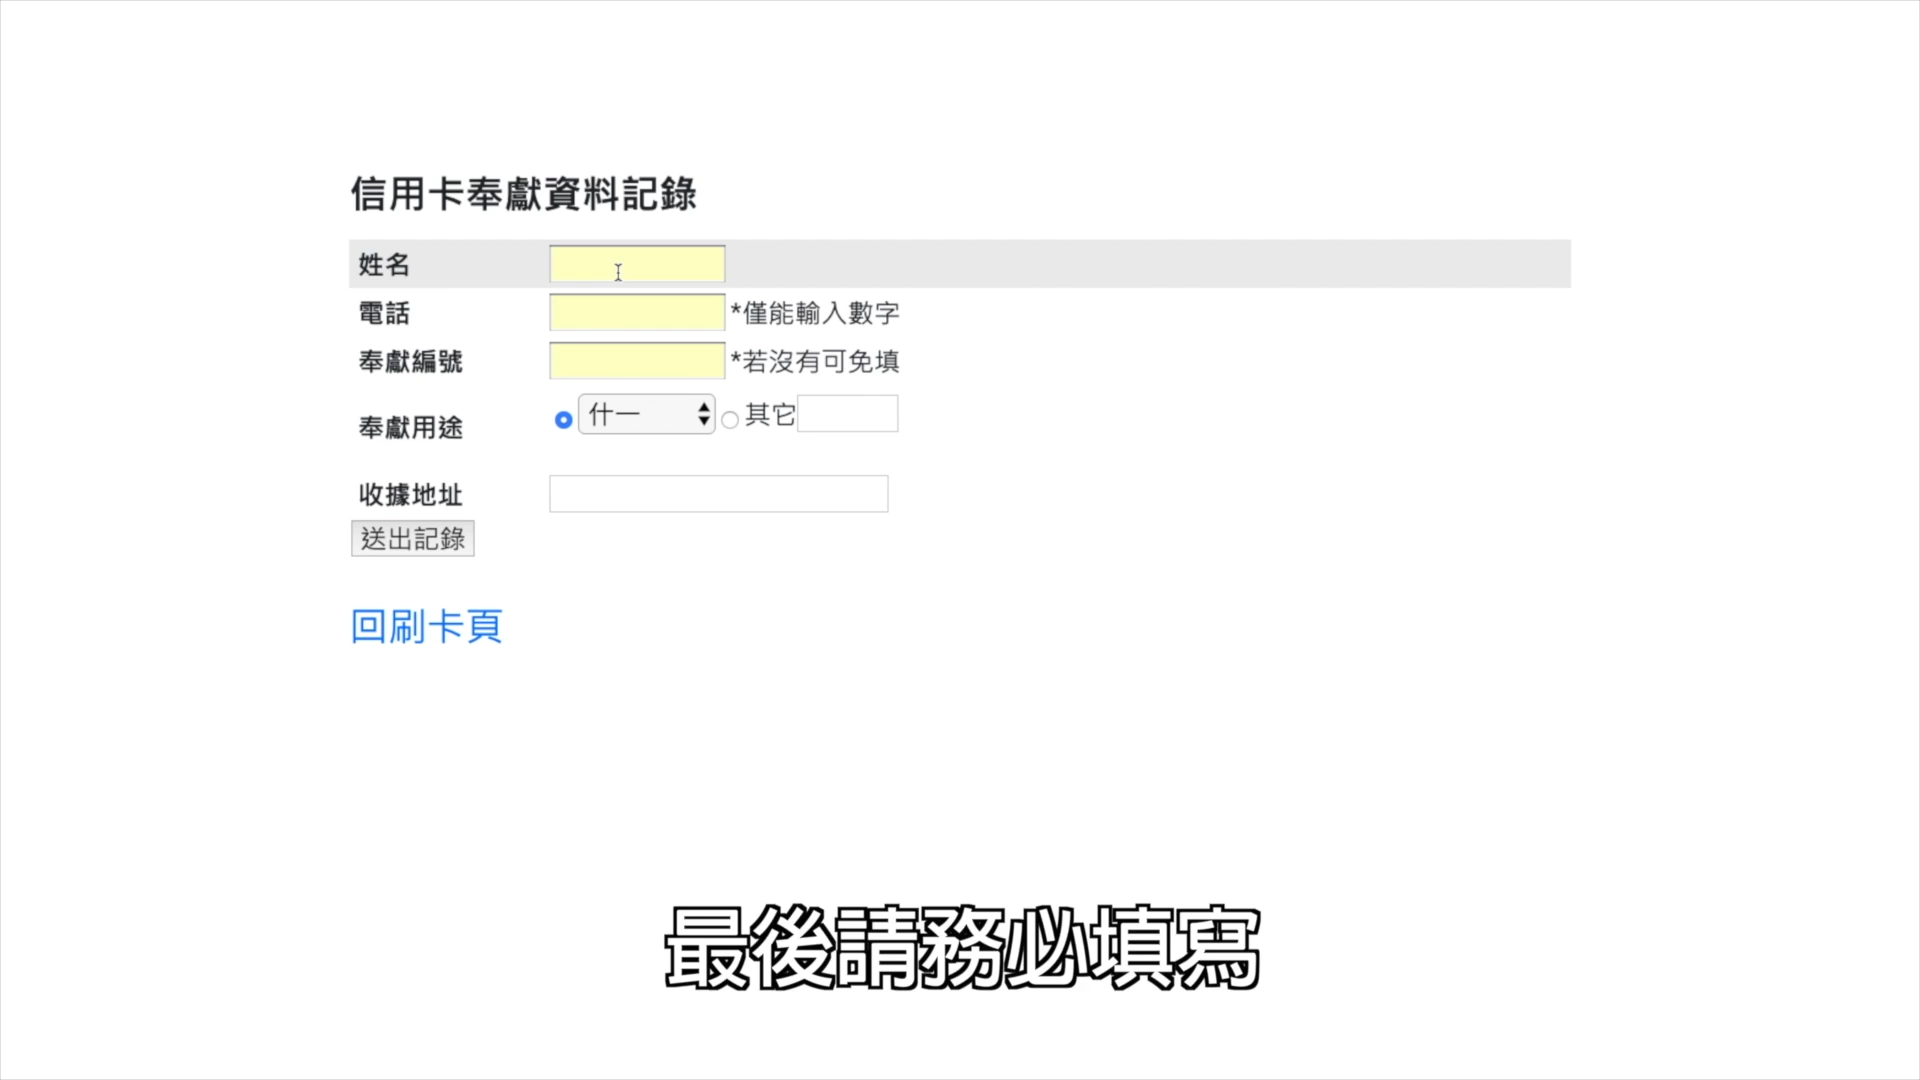 信用卡奉獻資料記錄
姓名
電話 *僅能輸入數字
奉獻編號 *若沒有可免填
奉獻用途 什一 其它
收據地址
送出記錄
回刷卡頁
最後請務必填寫